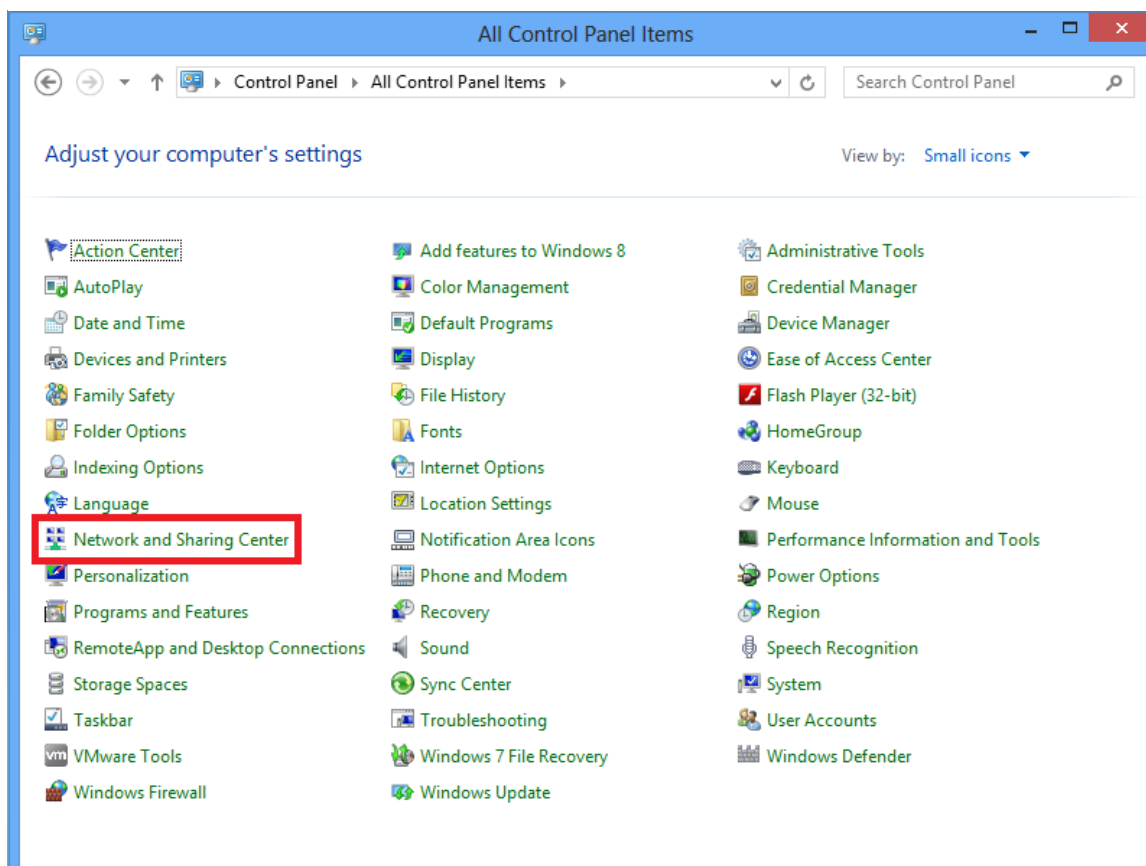 All Control Panel Items
Control Panel All Control Panel Items Search Control Panel
Adjust your computer's settings View by: Small icons
Action Center Add features to Windows 8 Administrative Tools
AutoPlay Color Management Credential Manager
Date and Time Default Programs Device Manager
Devices and Printers Display Ease of Access Center
Family Safety File History Flash Player (32-bit)
Folder Options Fonts HomeGroup
Indexing Options Internet Options Keyboard
Language Location Settings Mouse
Network and Sharing Center Notification Area Icons Performance Information and Tools
Personalization Phone and Modem Power Options
Programs and Features Recovery Region
RemoteApp and Desktop Connections Sound Speech Recognition
Storage Spaces Sync Center System
Taskbar Troubleshooting User Accounts
vm VMware Tools Windows 7 File Recovery Windows Defender
Windows Firewall Windows Update